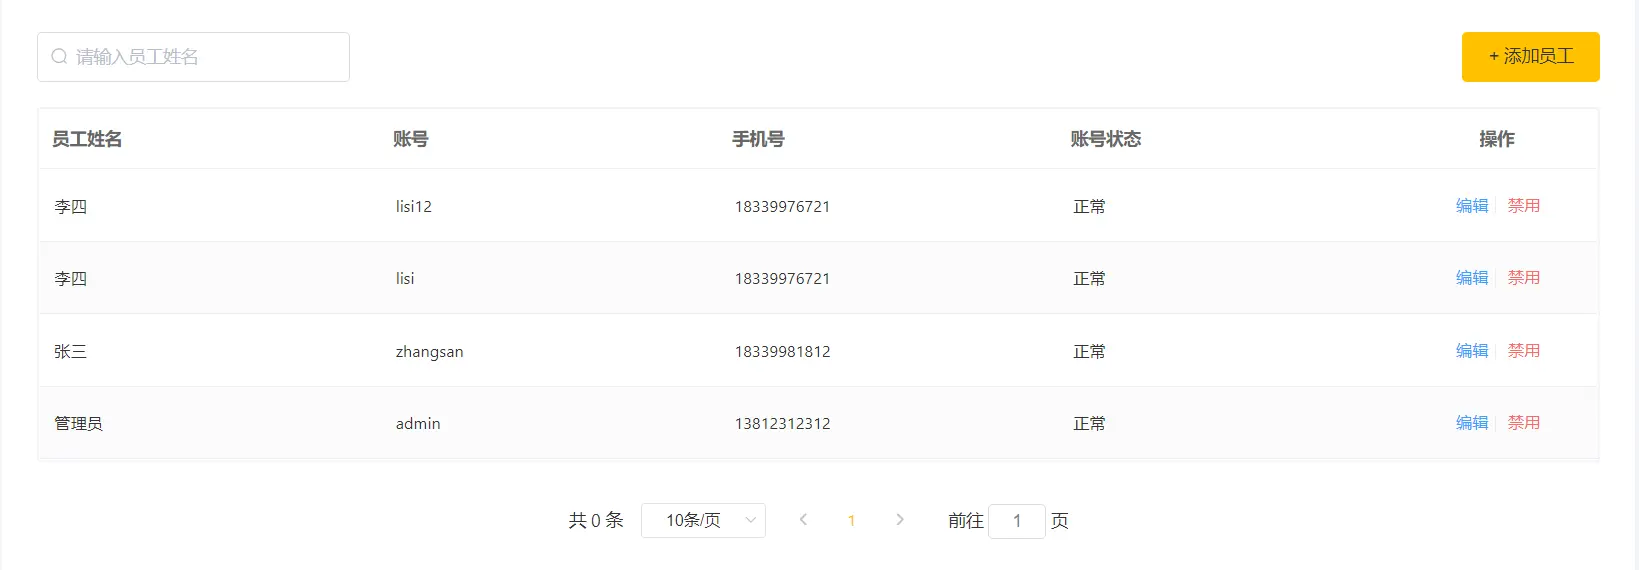 请输入员工姓名
+ 添加员工
员工姓名 账号 手机号 账号状态 操作
李四 lisi12 18339976721 正常 编辑 禁用
李四 lisi 18339976721 正常 编辑 禁用
张三 zhangsan 18339981812 正常 编辑 禁用
管理员 admin 13812312312 正常 编辑 禁用
共 0 条 10条/页 1 前往 1 页